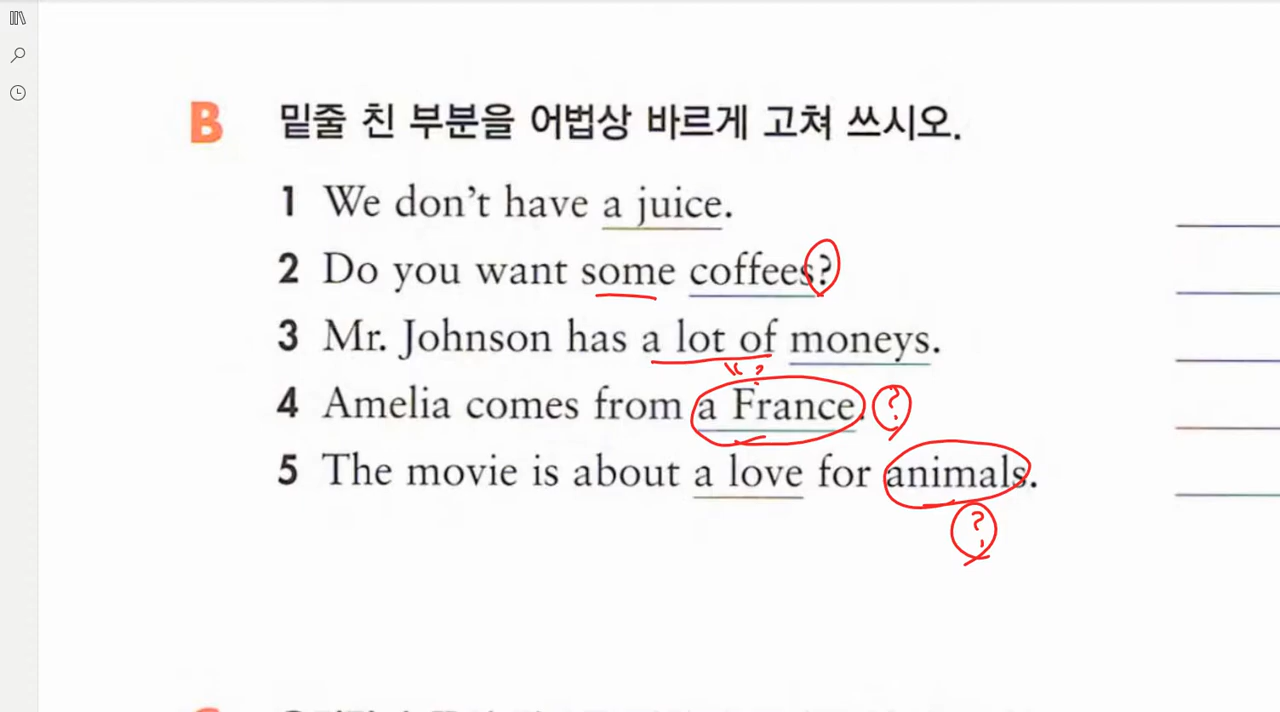 B 밑줄 친 부분을 어법상 바르게 고쳐 쓰시오.
1 We don't have a juice.
2 Do you want some coffees?
3 Mr. Johnson has a lot of moneys.
4 Amelia comes from a France. ?
5 The movie is about a love for animals.
?